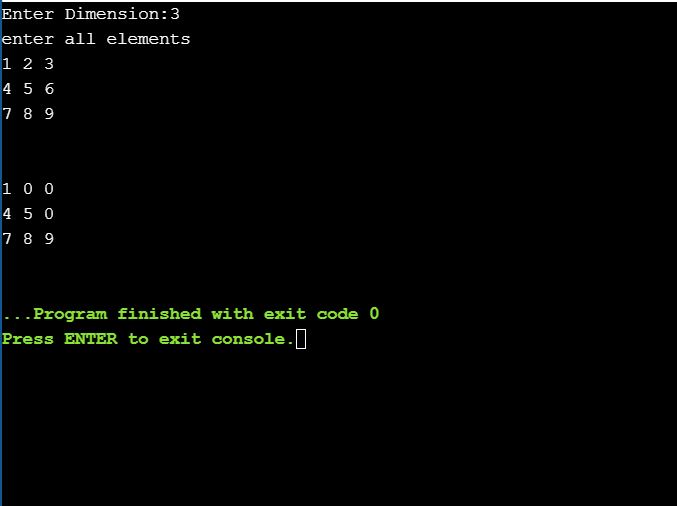 Enter Dimension:3
enter all elements
1 2 3
4 5 6
7 8 9
1 0 0
4 5 0
7 8 9
...Program finished with exit code 0
Press ENTER to exit console.